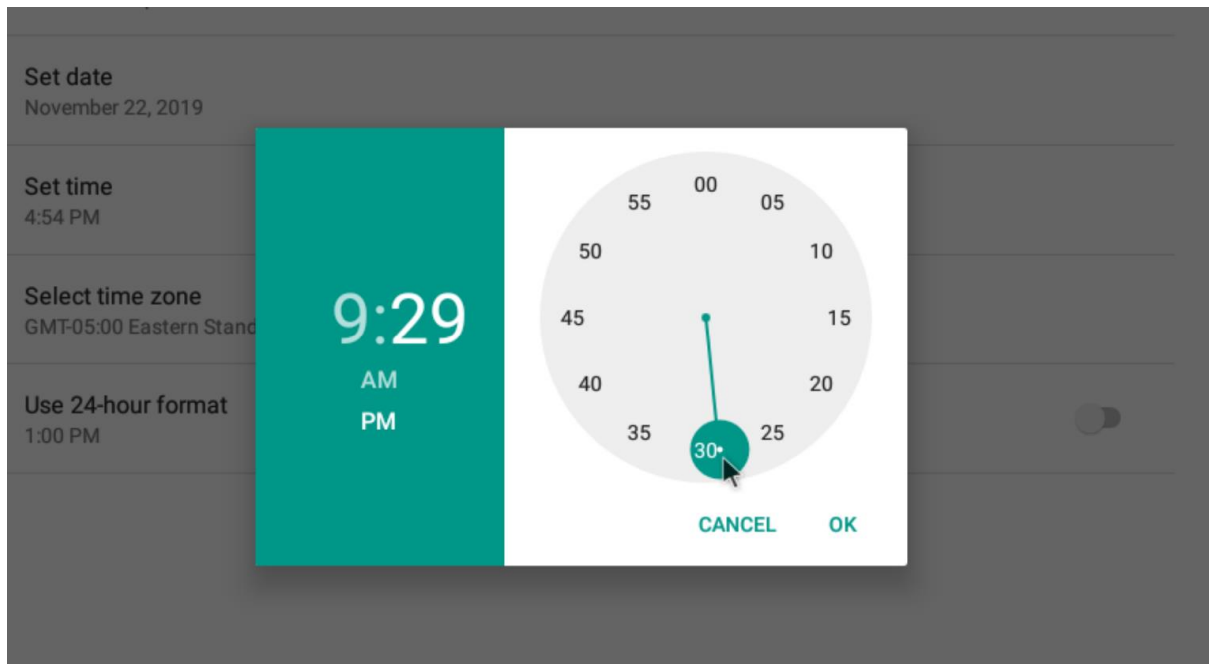 Set date
November 22, 2019
Set time
4:54 PM
Select time zone
GMT-05:00 Eastern Stand
Use 24-hour format
1:00 PM
9:29
AM
PM
00
55 05
50 10
45 15
40 20
35 25
30
CANCEL OK